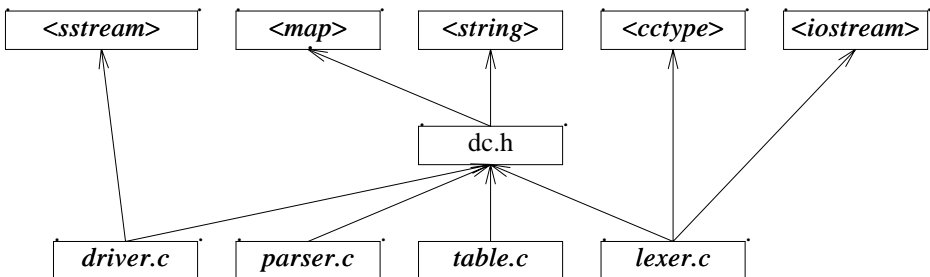 <sstream>
<map>
<string>
<cctype>
<iostream>
dc.h
driver.c
parser.c
table.c
lexer.c